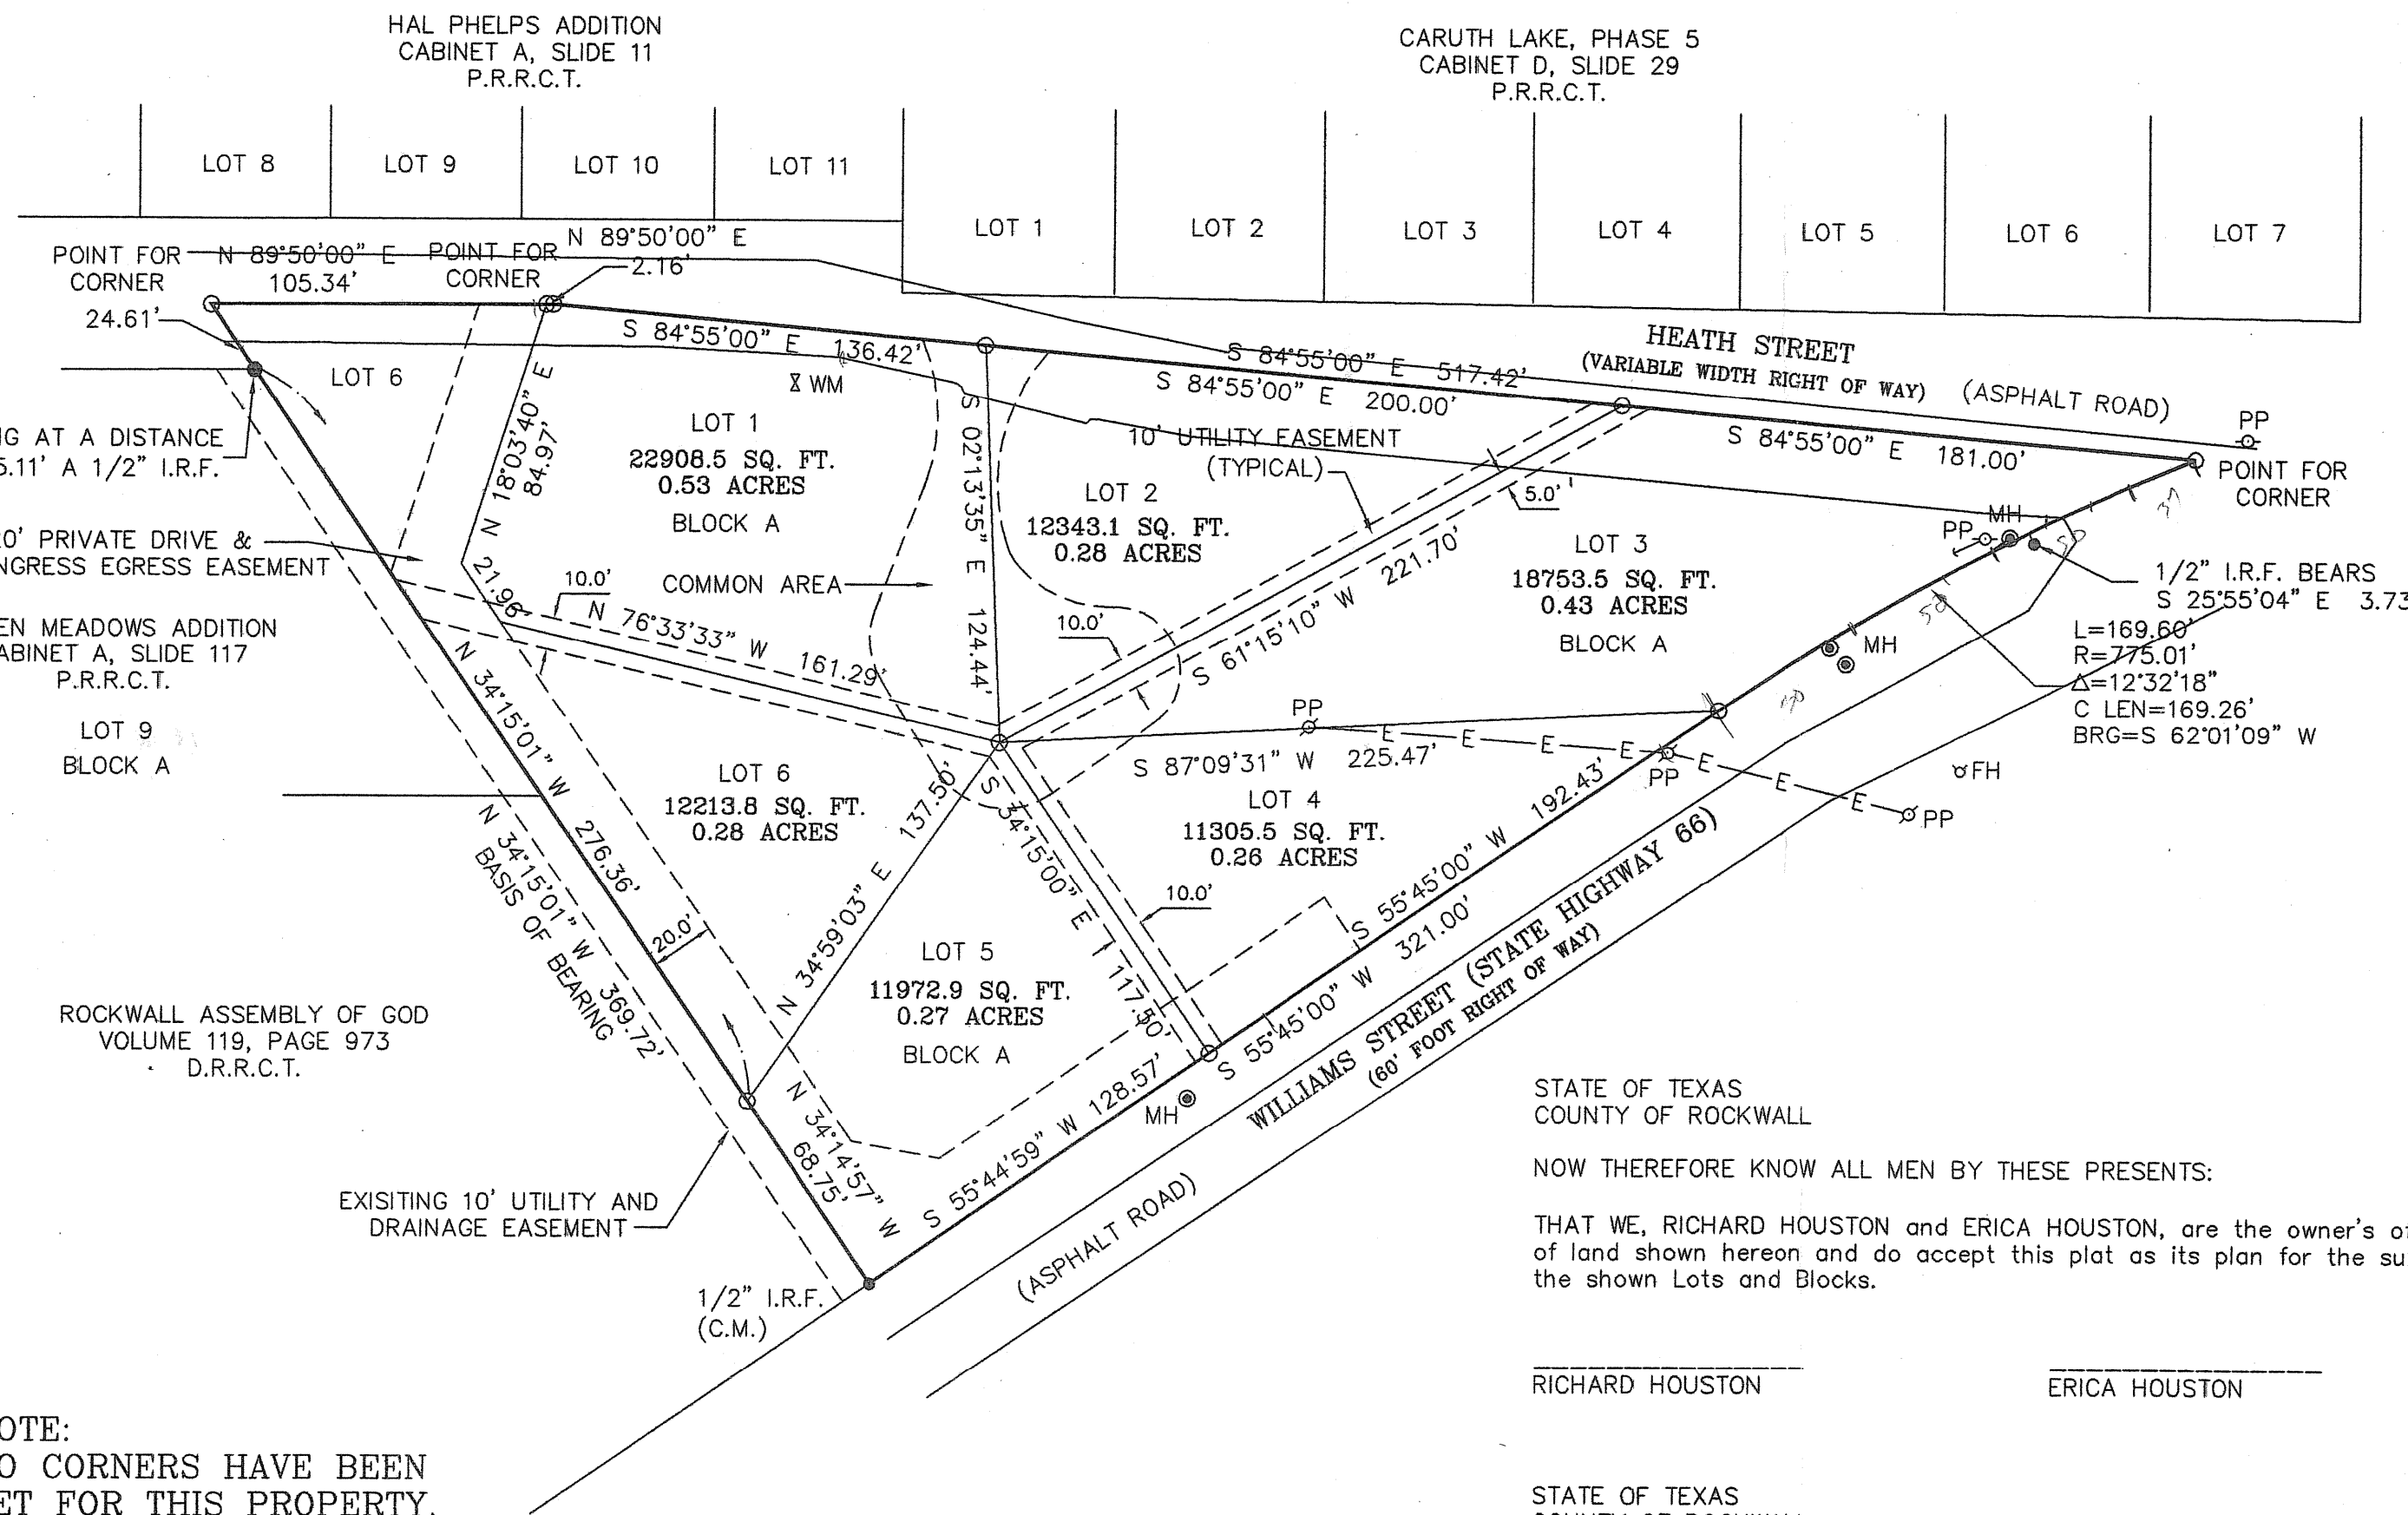 HAL PHELPS ADDITION
CABINET A, SLIDE 11
P.R.R.C.T.
CARUTH LAKE, PHASE 5
CABINET D, SLIDE 29
P.R.R.C.T.
LOT 8
LOT 9
LOT 10
LOT 11
LOT 1
LOT 2
LOT 3
LOT 4
LOT 5
LOT 6
LOT 7
POINT FOR
CORNER
N 89°50'00" E
105.34'
POINT FOR
CORNER
N 89°50'00" E
2.16'
24.61'
S 84°55'00" E 136.42'
S 84°55'00" E 517.42'
S 84°55'00" E 200.00'
HEATH STREET
(VARIABLE WIDTH RIGHT OF WAY)
(ASPHALT ROAD)
S 84°55'00" E 181.00'
PP
POINT FOR
CORNER
LOT 6
WM
N 18°03'40" E
84.97'
LOT 1
22908.5 SQ. FT.
0.53 ACRES
BLOCK A
S 02°13'35" E 124.44'
10' UTILITY EASEMENT
(TYPICAL)
5.0'
LOT 2
12343.1 SQ. FT.
0.28 ACRES
LOT 3
18753.5 SQ. FT.
0.43 ACRES
BLOCK A
MH
PP
50
50
1/2" I.R.F. BEARS
S 25°55'04" E 3.73
L=169.60'
R=775.01'
Δ=12°32'18"
C LEN=169.26'
BRG=S 62°01'09" W
NG AT A DISTANCE
5.11' A 1/2" I.R.F.
20' PRIVATE DRIVE &
INGRESS EGRESS EASEMENT
21.96'
10.0'
COMMON AREA
N 76°33'33" W 161.29'
10.0'
S 61°15'10" W 221.70'
EN MEADOWS ADDITION
CABINET A, SLIDE 117
P.R.R.C.T.
LOT 9
BLOCK A
MH
PP
E E E E E E E
S 87°09'31" W 225.47'
PP
FH
PP
N 34°15'01" W 276.36'
LOT 6
12213.8 SQ. FT.
0.28 ACRES
N 34°59'03" E 137.50'
S 34°15'00" E 117.50'
LOT 4
11305.5 SQ. FT.
0.26 ACRES
10.0'
S 55°45'00" W 192.43'
S 55°45'00" W 321.00'
WILLIAMS STREET (STATE HIGHWAY 66)
(60' FOOT RIGHT OF WAY)
N 34°15'01" W 369.72'
BASIS OF BEARING
20.0'
LOT 5
11972.9 SQ. FT.
0.27 ACRES
BLOCK A
ROCKWALL ASSEMBLY OF GOD
VOLUME 119, PAGE 973
D.R.R.C.T.
MH
N 34°14'57" W
68.75'
S 55°44'59" W 128.57'
EXISITING 10' UTILITY AND
DRAINAGE EASEMENT
(ASPHALT ROAD)
1/2" I.R.F.
(C.M.)
STATE OF TEXAS
COUNTY OF ROCKWALL
NOW THEREFORE KNOW ALL MEN BY THESE PRESENTS:
THAT WE, RICHARD HOUSTON and ERICA HOUSTON, are the owner's of
of land shown hereon and do accept this plat as its plan for the su
the shown Lots and Blocks.
RICHARD HOUSTON
ERICA HOUSTON
OTE:
O CORNERS HAVE BEEN
ET FOR THIS PROPERTY.
STATE OF TEXAS
COUNTY OF ROCKWALL